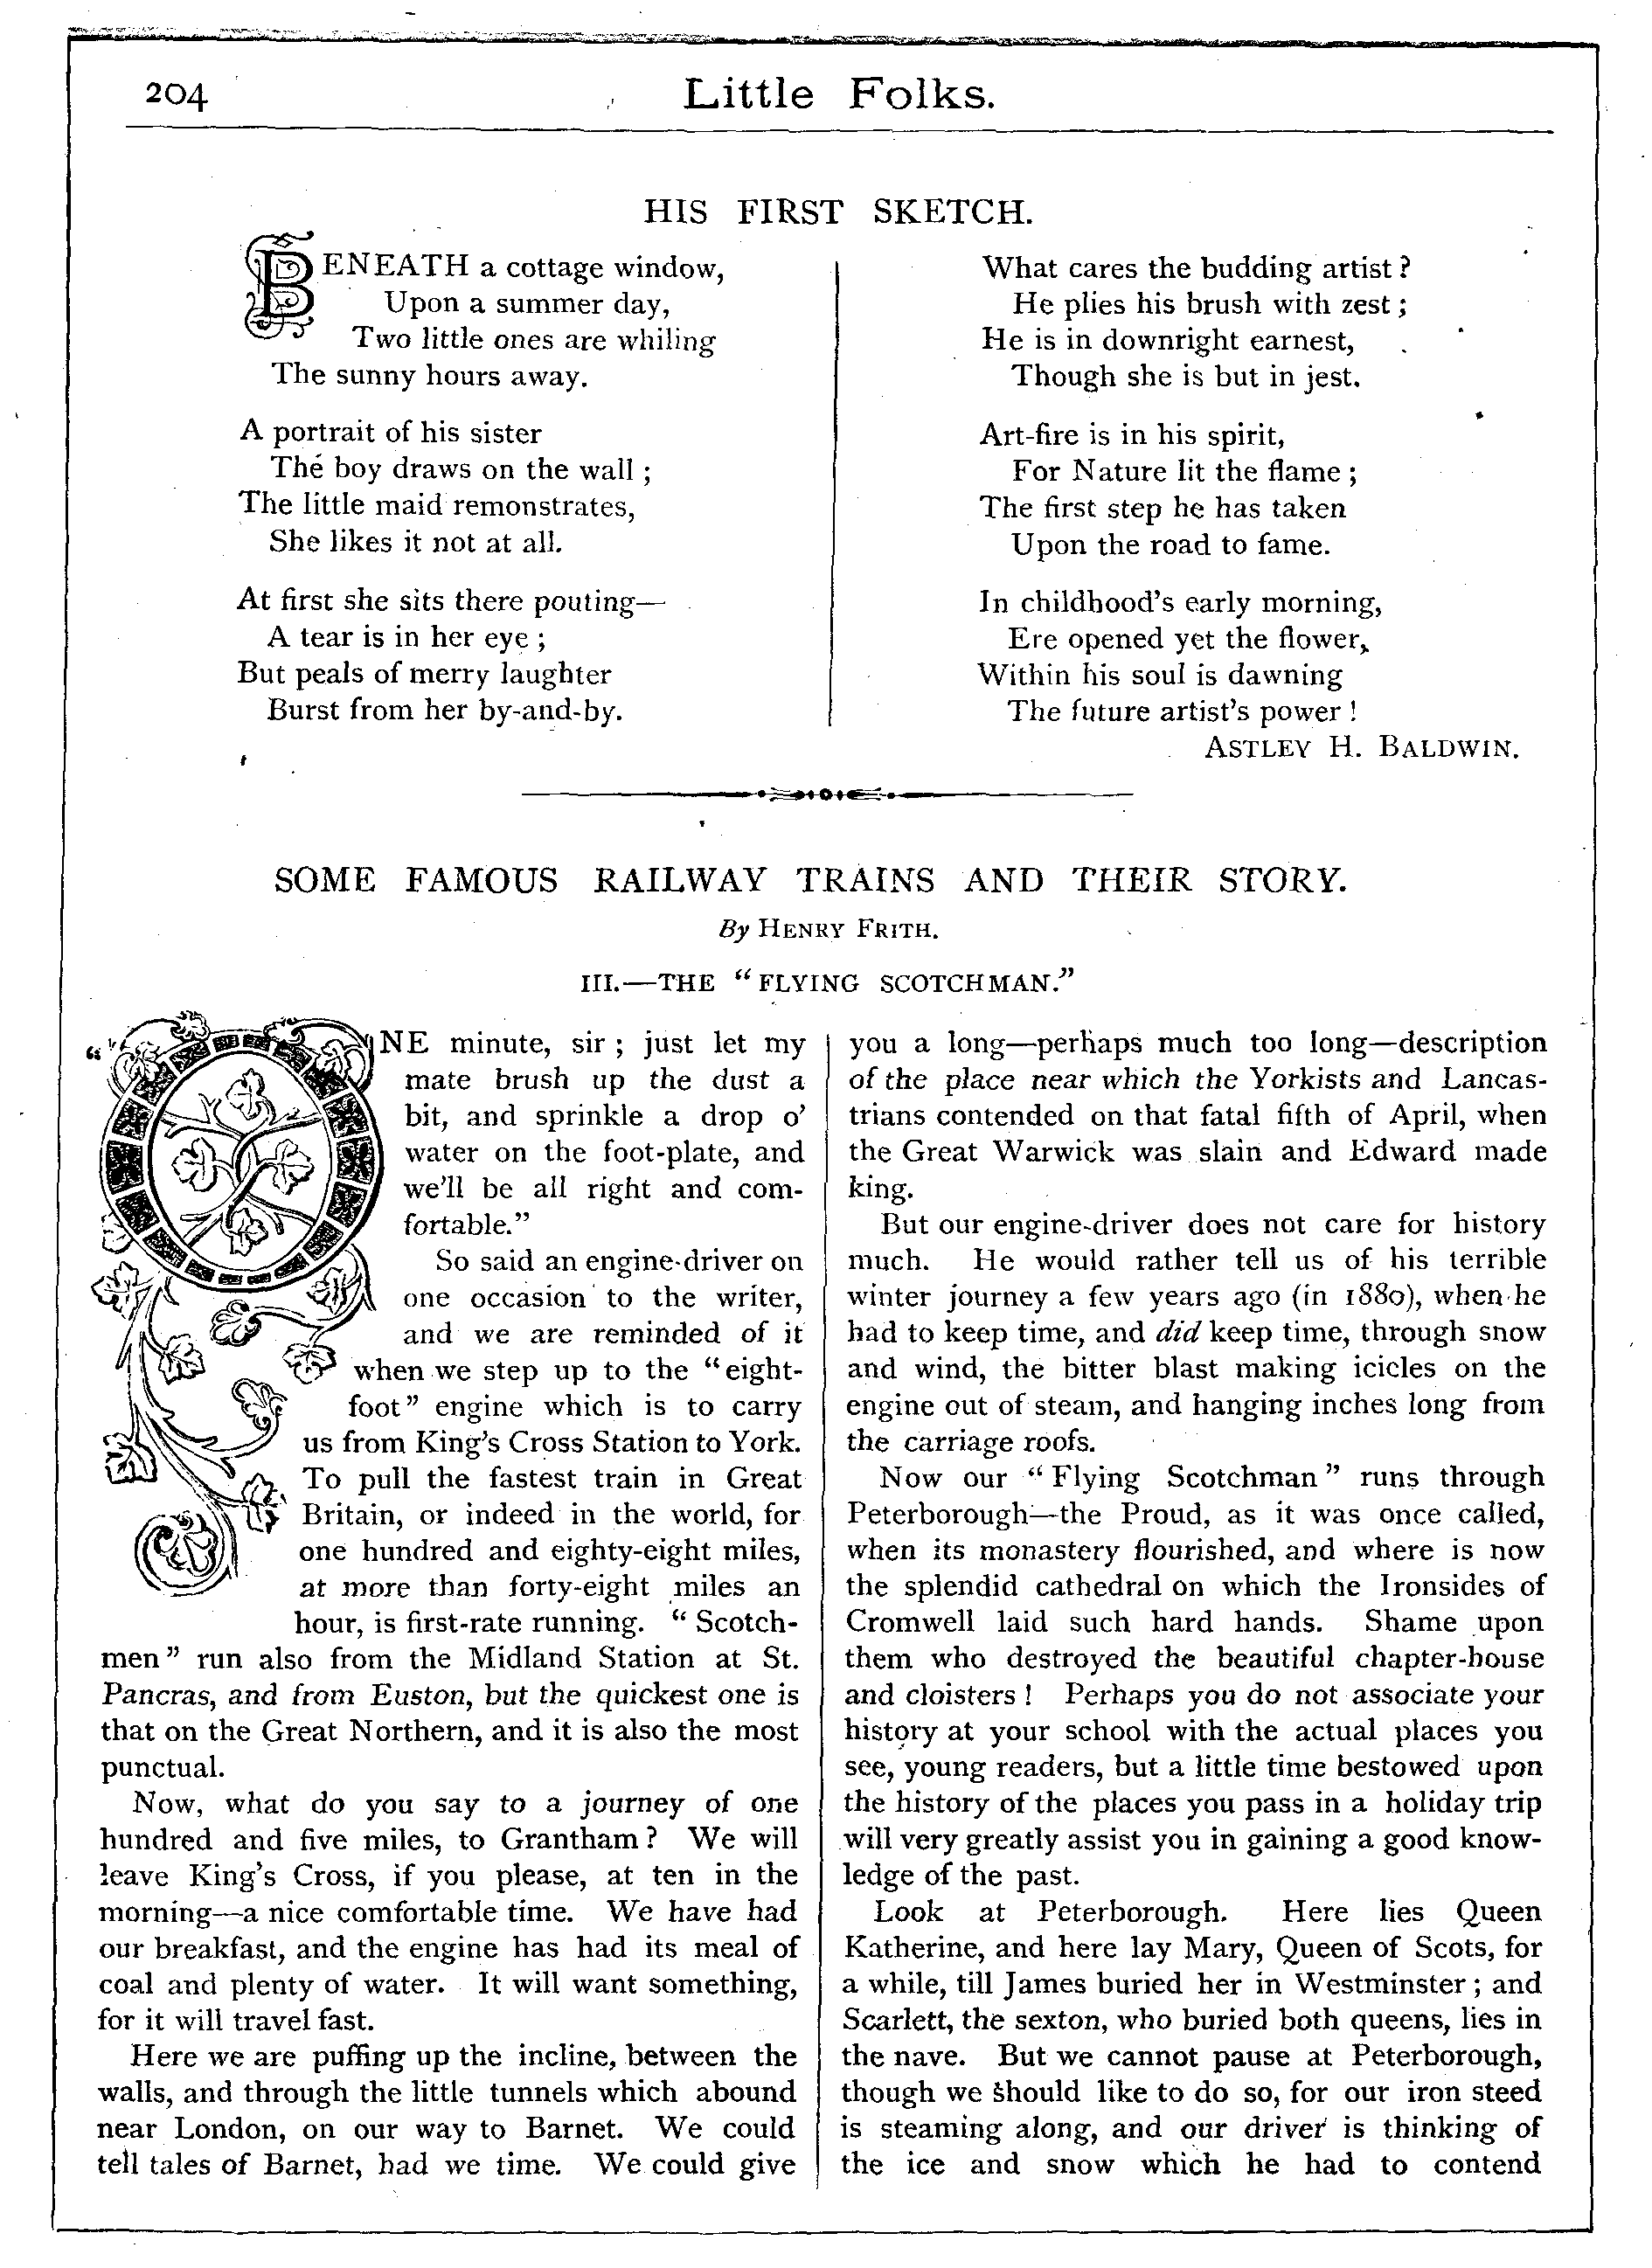 204
Little Folks.
HIS FIRST SKETCH.
BENEATH a cottage window,
Upon a summer day,
Two little ones are whiling
The sunny hours away.
A portrait of his sister
The boy draws on the wall ;
The little maid remonstrates,
She likes it not at all.
At first she sits there pouting—
A tear is in her eye ;
But peals of merry laughter
Burst from her by-and-by.
What cares the budding artist ?
He plies his brush with zest ;
He is in downright earnest,
Though she is but in jest.
Art-fire is in his spirit,
For Nature lit the flame ;
The first step he has taken
Upon the road to fame.
In childhood's early morning,
Ere opened yet the flower,
Within his soul is dawning
The future artist's power !
ASTLEY H. BALDWIN.
SOME FAMOUS RAILWAY TRAINS AND THEIR STORY.
By HENRY FRITH.
III.—THE "FLYING SCOTCHMAN."
"ONE minute, sir ; just let my
mate brush up the dust a
bit, and sprinkle a drop o'
water on the foot-plate, and
we'll be all right and com-
fortable."
So said an engine-driver on
one occasion to the writer,
and we are reminded of it
when we step up to the "eight-
foot" engine which is to carry
us from King's Cross Station to York.
To pull the fastest train in Great
Britain, or indeed in the world, for
one hundred and eighty-eight miles,
at more than forty-eight miles an
hour, is first-rate running. "Scotch-
men" run also from the Midland Station at St.
Pancras, and from Euston, but the quickest one is
that on the Great Northern, and it is also the most
punctual.
Now, what do you say to a journey of one
hundred and five miles, to Grantham ? We will
leave King's Cross, if you please, at ten in the
morning—a nice comfortable time. We have had
our breakfast, and the engine has had its meal of
coal and plenty of water. It will want something,
for it will travel fast.
Here we are puffing up the incline, between the
walls, and through the little tunnels which abound
near London, on our way to Barnet. We could
tell tales of Barnet, had we time. We could give
you a long—perhaps much too long—description
of the place near which the Yorkists and Lancas-
trians contended on that fatal fifth of April, when
the Great Warwick was slain and Edward made
king.
But our engine-driver does not care for history
much. He would rather tell us of his terrible
winter journey a few years ago (in 1880), when he
had to keep time, and did keep time, through snow
and wind, the bitter blast making icicles on the
engine out of steam, and hanging inches long from
the carriage roofs.
Now our "Flying Scotchman" runs through
Peterborough—the Proud, as it was once called,
when its monastery flourished, and where is now
the splendid cathedral on which the Ironsides of
Cromwell laid such hard hands. Shame upon
them who destroyed the beautiful chapter-house
and cloisters ! Perhaps you do not associate your
history at your school with the actual places you
see, young readers, but a little time bestowed upon
the history of the places you pass in a holiday trip
will very greatly assist you in gaining a good know-
ledge of the past.
Look at Peterborough. Here lies Queen
Katherine, and here lay Mary, Queen of Scots, for
a while, till James buried her in Westminster ; and
Scarlett, the sexton, who buried both queens, lies in
the nave. But we cannot pause at Peterborough,
though we should like to do so, for our iron steed
is steaming along, and our driver is thinking of
the ice and snow which he had to contend